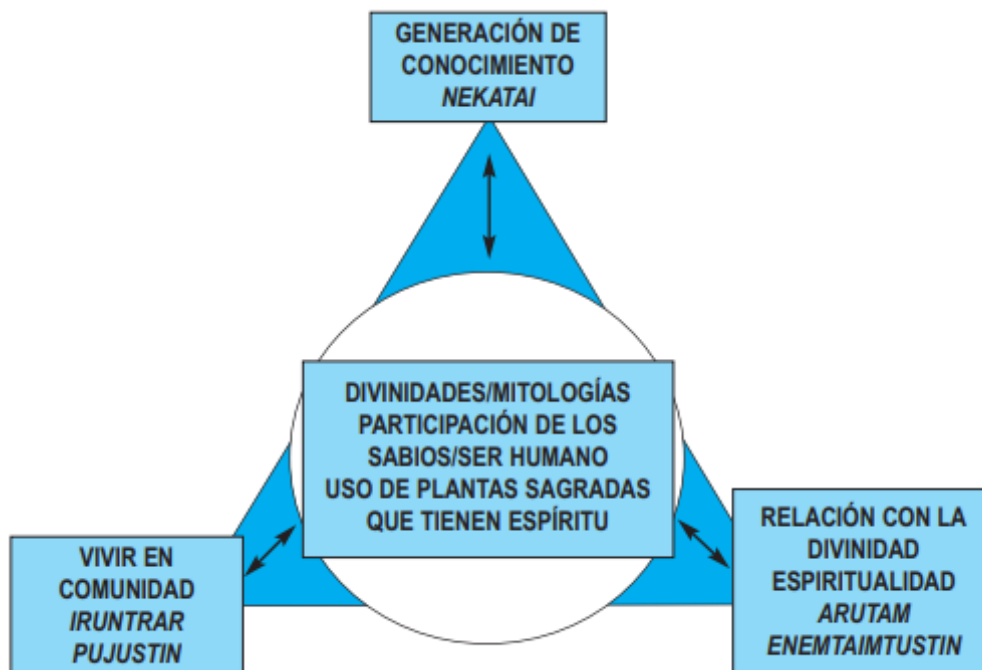 GENERACIÓN DE
CONOCIMIENTO
NEKATAI
DIVINIDADES/MITOLOGÍAS
PARTICIPACIÓN DE LOS
SABIOS/SER HUMANO
USO DE PLANTAS SAGRADAS
QUE TIENEN ESPÍRITU
VIVIR EN
COMUNIDAD
IRUNTRAR
PUJUSTIN
RELACIÓN CON LA
DIVINIDAD
ESPIRITUALIDAD
ARUTAM
ENEMTAIMTUSTIN